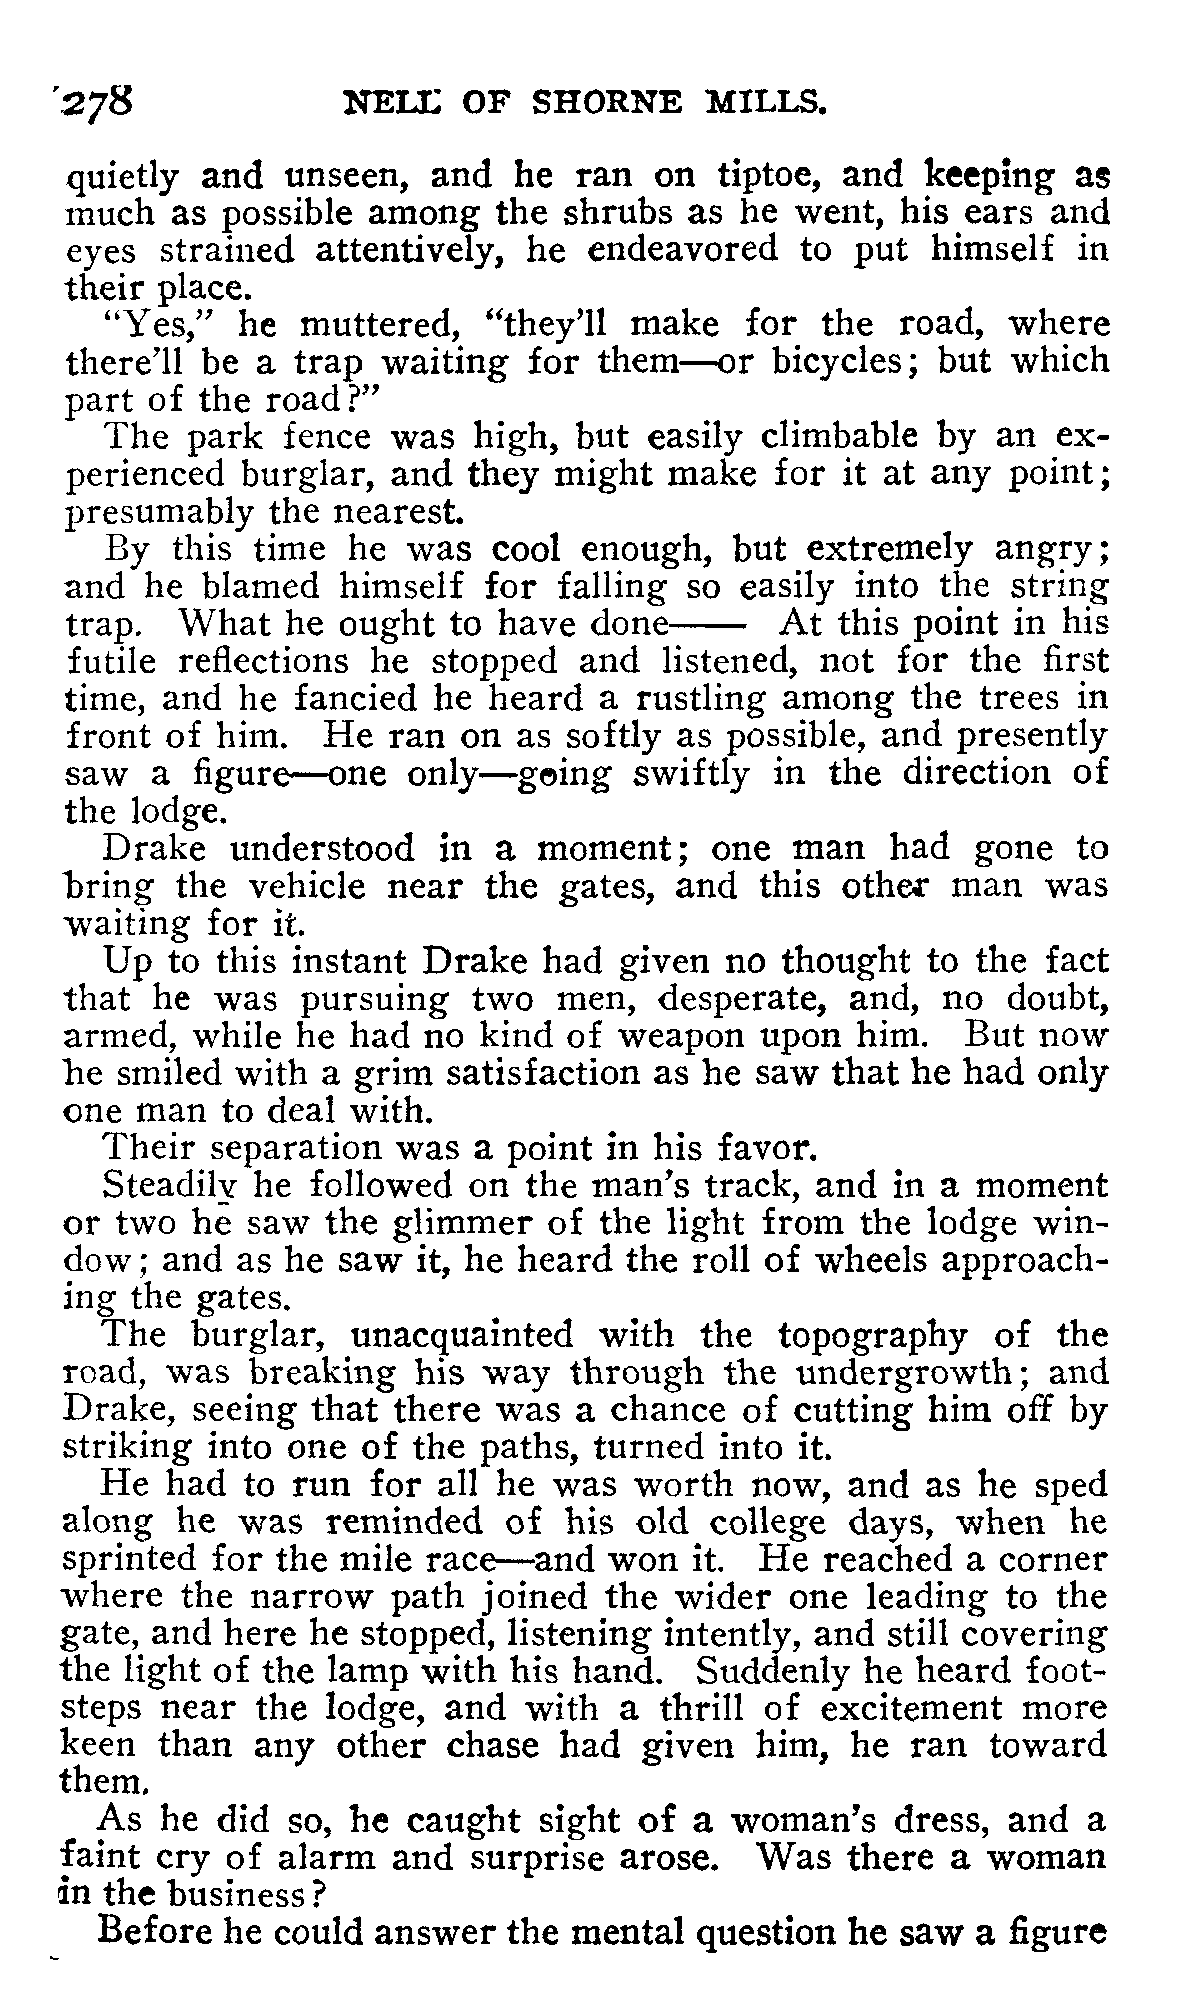 278 NELL OF SHORNE MILLS.
quietly and unseen, and he ran on tiptoe, and keeping as
much as possible among the shrubs as he went, his ears and
eyes strained attentively, he endeavored to put himself in
their place.
"Yes," he muttered, "they'll make for the road, where
there'll be a trap waiting for them—or bicycles; but which
part of the road?"
The park fence was high, but easily climbable by an ex-
perienced burglar, and they might make for it at any point;
presumably the nearest.
By this time he was cool enough, but extremely angry;
and he blamed himself for falling so easily into the string
trap. What he ought to have done—— At this point in his
futile reflections he stopped and listened, not for the first
time, and he fancied he heard a rustling among the trees in
front of him. He ran on as softly as possible, and presently
saw a figure—one only—going swiftly in the direction of
the lodge.
Drake understood in a moment; one man had gone to
bring the vehicle near the gates, and this other man was
waiting for it.
Up to this instant Drake had given no thought to the fact
that he was pursuing two men, desperate, and, no doubt,
armed, while he had no kind of weapon upon him. But now
he smiled with a grim satisfaction as he saw that he had only
one man to deal with.
Their separation was a point in his favor.
Steadily he followed on the man's track, and in a moment
or two he saw the glimmer of the light from the lodge win-
dow; and as he saw it, he heard the roll of wheels approach-
ing the gates.
The burglar, unacquainted with the topography of the
road, was breaking his way through the undergrowth; and
Drake, seeing that there was a chance of cutting him off by
striking into one of the paths, turned into it.
He had to run for all he was worth now, and as he sped
along he was reminded of his old college days, when he
sprinted for the mile race—and won it. He reached a corner
where the narrow path joined the wider one leading to the
gate, and here he stopped, listening intently, and still covering
the light of the lamp with his hand. Suddenly he heard foot-
steps near the lodge, and with a thrill of excitement more
keen than any other chase had given him, he ran toward
them.
As he did so, he caught sight of a woman's dress, and a
faint cry of alarm and surprise arose. Was there a woman
in the business?
Before he could answer the mental question he saw a figure